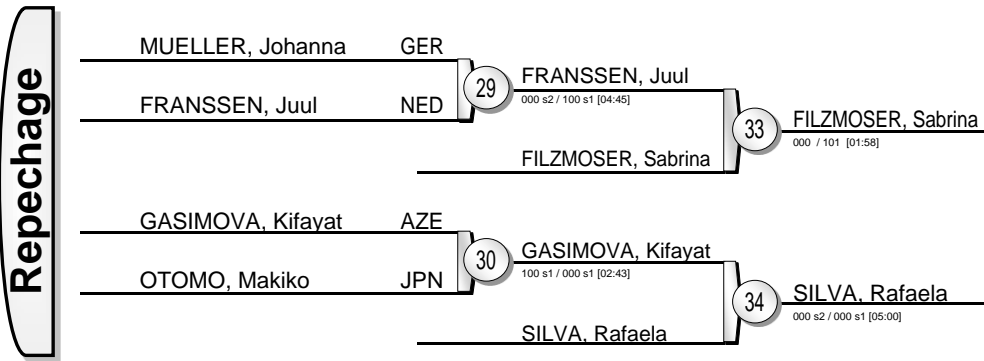 Repechage
MUELLER, Johanna GER
FRANSSEN, Juul NED
29
FRANSSEN, Juul
000 s2 / 100 s1 [04:45]
FILZMOSER, Sabrina
33
FILZMOSER, Sabrina
000 / 101 [01:58]
GASIMOVA, Kifayat AZE
OTOMO, Makiko JPN
30
GASIMOVA, Kifayat
100 s1 / 000 s1 [02:43]
SILVA, Rafaela
34
SILVA, Rafaela
000 s2 / 000 s1 [05:00]